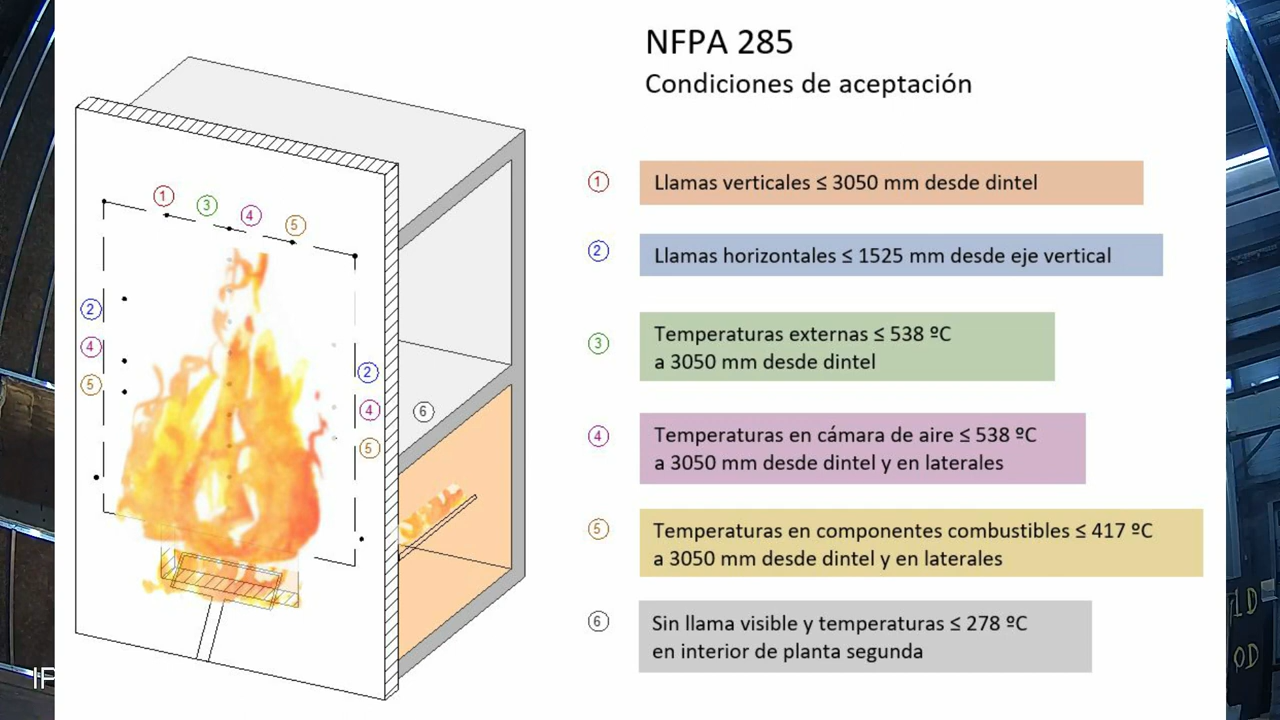 NFPA 285
Condiciones de aceptación
① Llamas verticales ≤ 3050 mm desde dintel
② Llamas horizontales ≤ 1525 mm desde eje vertical
③ Temperaturas externas ≤ 538 ºC
a 3050 mm desde dintel
④ Temperaturas en cámara de aire ≤ 538 ºC
a 3050 mm desde dintel y en laterales
⑤ Temperaturas en componentes combustibles ≤ 417 ºC
a 3050 mm desde dintel y en laterales
⑥ Sin llama visible y temperaturas ≤ 278 ºC
en interior de planta segunda
① ③ ④ ⑤
②
④
⑤
②
④
⑤
⑥